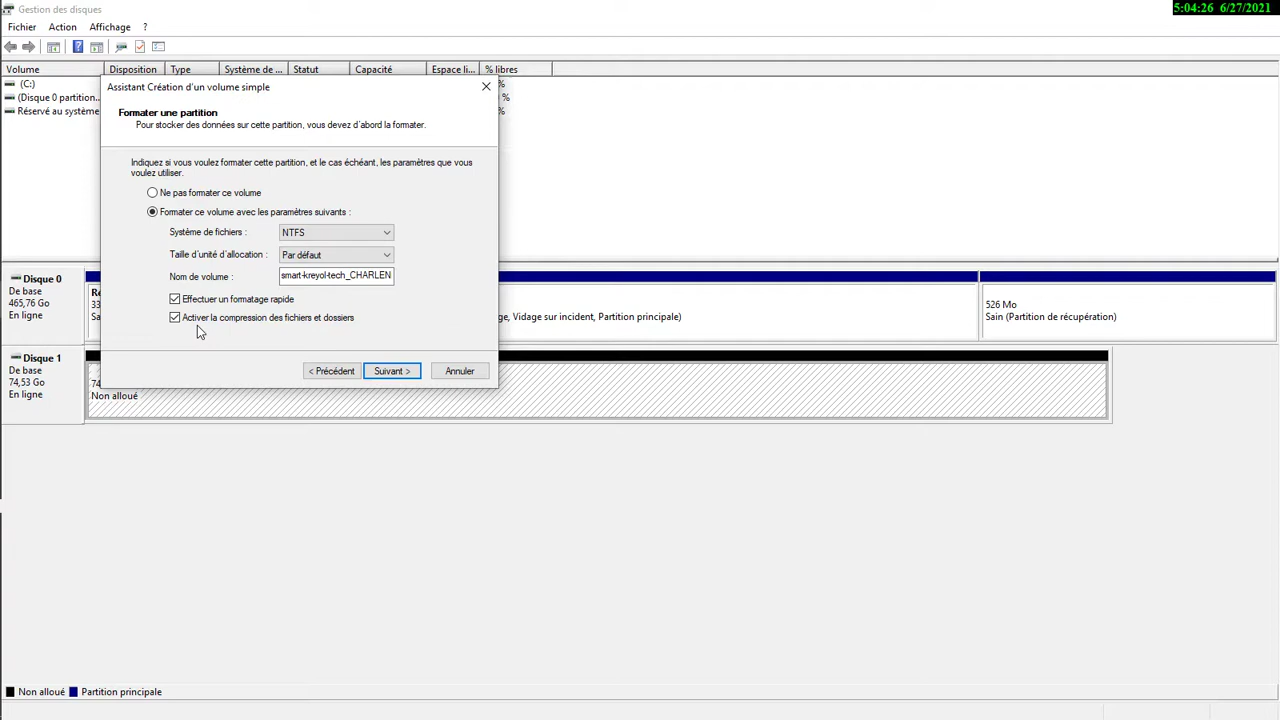 Gestion des disques
5:04:26 6/27/2021
Fichier Action Affichage ?
Volume Disposition Type Système de ... Statut Capacité Espace li... % libres
(C:) %
(Disque 0 partition... %
Réservé au système %
Assistant Création d'un volume simple
Formater une partition
Pour stocker des données sur cette partition, vous devez d'abord la formater.
Indiquez si vous voulez formater cette partition, et le cas échéant, les paramètres que vous
voulez utiliser.
Ne pas formater ce volume
Formater ce volume avec les paramètres suivants :
Système de fichiers : NTFS
Taille d'unité d'allocation : Par défaut
Nom de volume : smart-kreyol-tech_CHARLEN
Effectuer un formatage rapide
Activer la compression des fichiers et dossiers
< Précédent Suivant > Annuler
Disque 0
De base
465,76 Go
En ligne
Ré
33
Sa
ge, Vidage sur incident, Partition principale)
526 Mo
Sain (Partition de récupération)
Disque 1
De base
74,53 Go
En ligne
74
Non alloué
Non alloué Partition principale